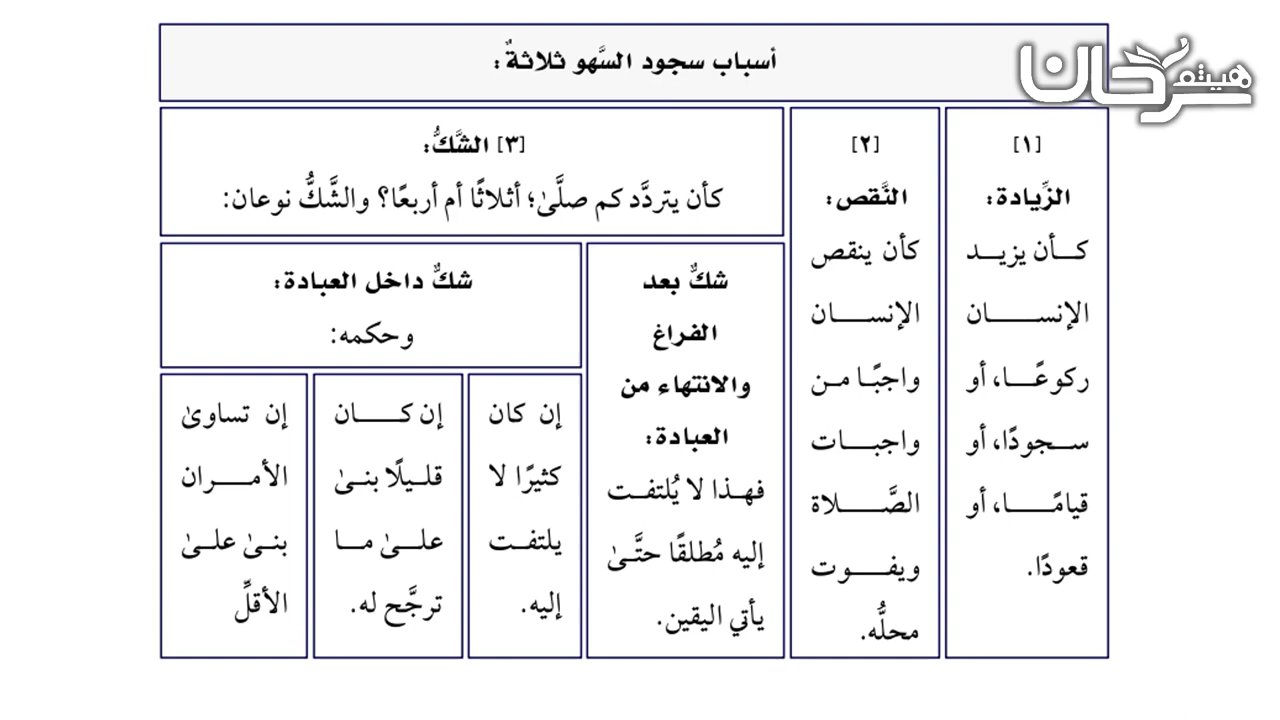 أسباب سجود السَّهو ثلاثةٌ:
هيثم
سرحان
[١]
الزِّيادة:
كأن يزيد
الإنسان
ركوعًا، أو
سجودًا، أو
قيامًا، أو
قعودًا.
[٢]
النَّقص:
كأن ينقص
الإنسان
واجبًا من
واجبات
الصَّلاة
ويفوت
محلُّه.
[٣] الشَّكُّ:
كأن يتردَّد كم صلَّىٰ؛ أثلاثًا أم أربعًا؟ والشَّكُّ نوعان:
شكٌّ بعد
الفراغ
والانتهاء من
العبادة:
فهذا لا يُلتفت
إليه مُطلقًا حتَّىٰ
يأتي اليقين.
شكٌّ داخل العبادة:
وحكمه:
إن كان
كثيرًا لا
يلتفت
إليه.
إن كان
قليلًا بنىٰ
علىٰ ما
ترجَّح له.
إن تساوىٰ
الأمران
بنىٰ علىٰ
الأقلِّ